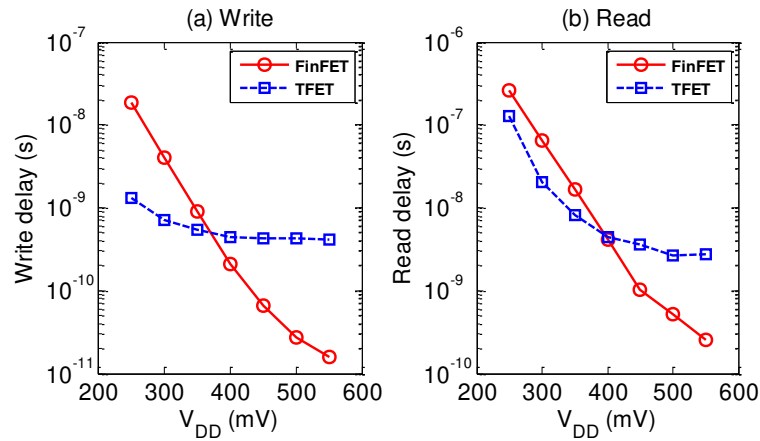 (a) Write
10^-7
10^-8
10^-9
10^-10
10^-11
Write delay (s)
FinFET
TFET
200 300 400 500 600
V_DD (mV)
(b) Read
10^-6
10^-7
10^-8
10^-9
10^-10
Read delay (s)
FinFET
TFET
200 300 400 500 600
V_DD (mV)